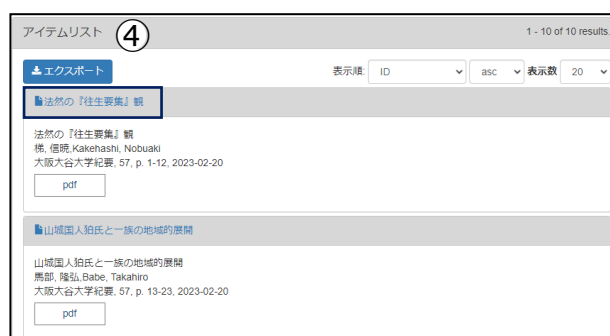 アイテムリスト ④ 1 - 10 of 10 results.
エクスポート 表示順: ID asc 表示数 20
法然の『往生要集』観
法然の『往生要集』観
梯, 信暁,Kakehashi, Nobuaki
大阪大谷大学紀要, 57, p. 1-12, 2023-02-20
pdf
山城国人狛氏と一族の地域的展開
山城国人狛氏と一族の地域的展開
馬部, 隆弘,Babe, Takahiro
大阪大谷大学紀要, 57, p. 13-23, 2023-02-20
pdf